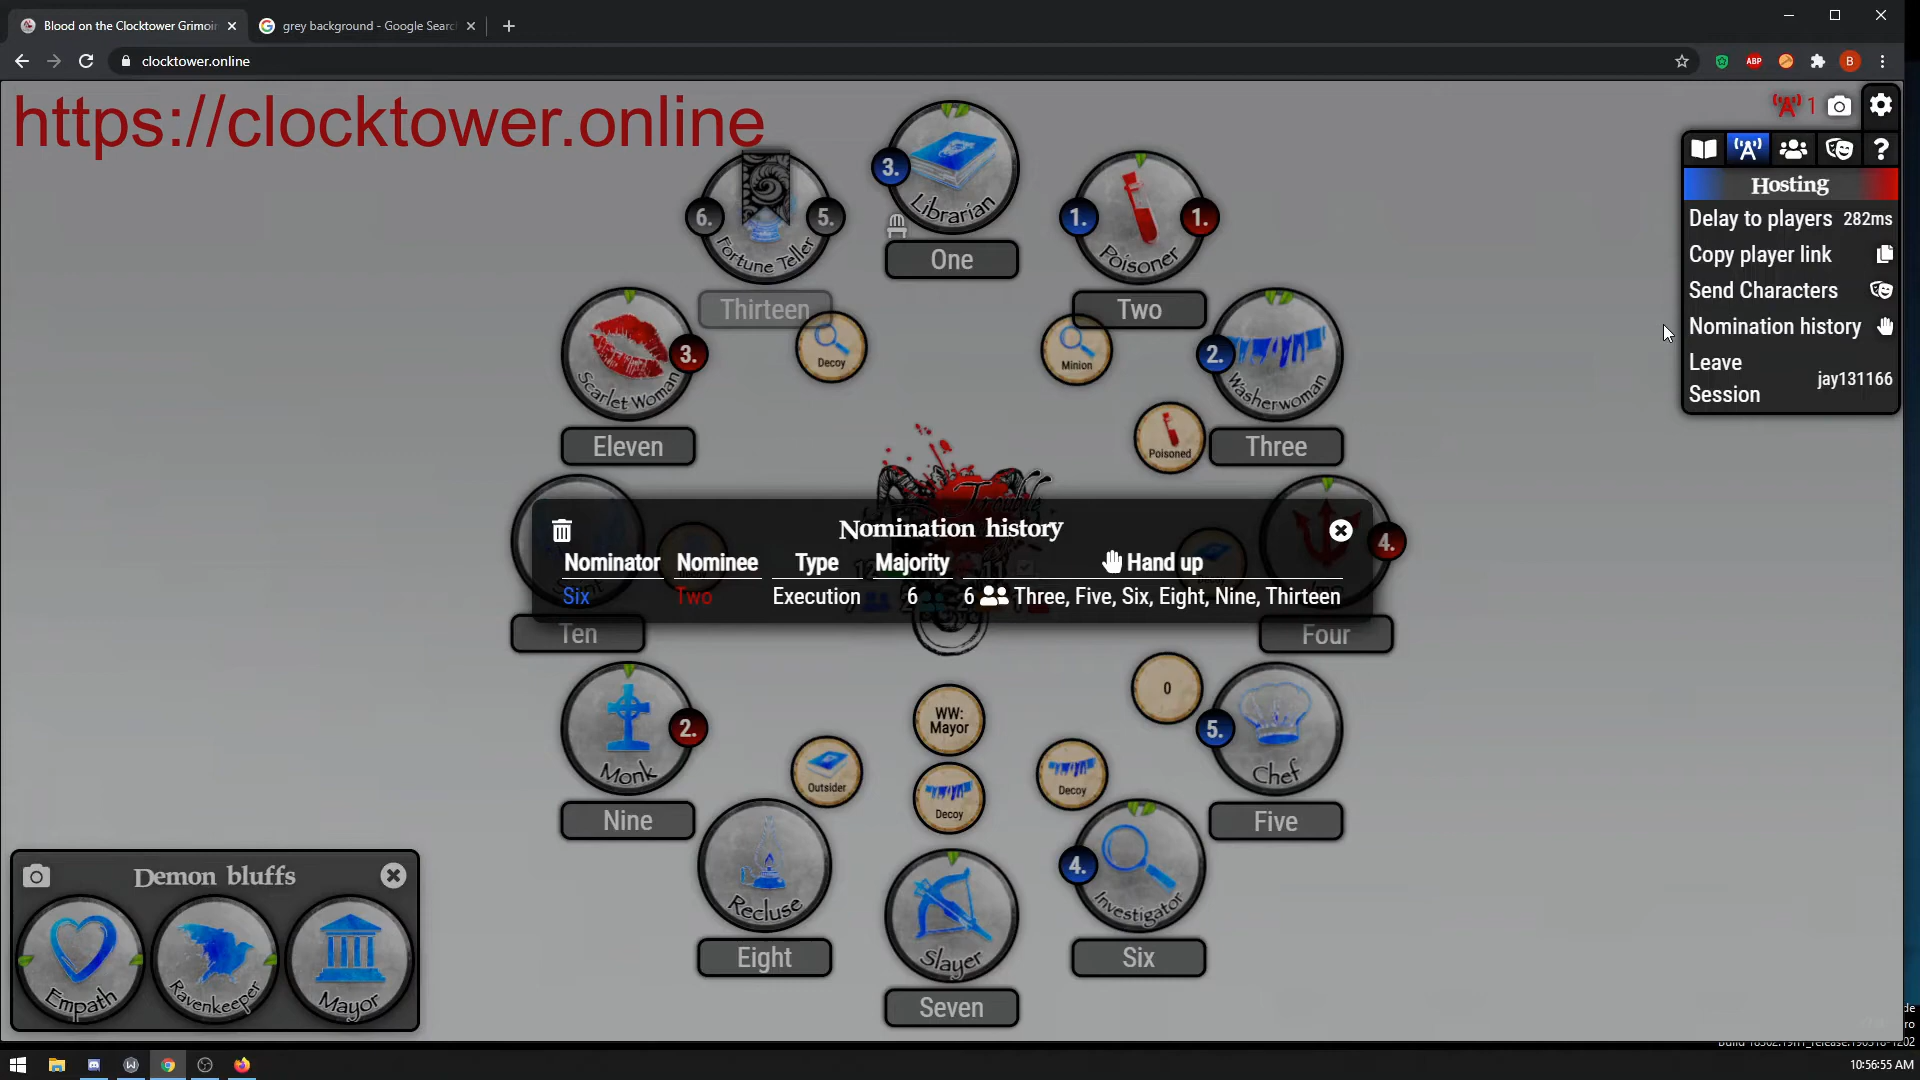 Blood on the Clocktower Grimoir
grey background - Google Searc
clocktower.online
ABP
B
https://clocktower.online
1
Hosting
Delay to players 282ms
Copy player link
Send Characters
Nomination history
Leave Session jay131166
3.
Librarian
One
6.
5.
Fortune Teller
Thirteen
1.
1.
Poisoner
Two
Decoy
Minion
3.
Scarlet Woman
Eleven
2.
Washerwoman
Three
Poisoned
Trouble
4.
Nomination history
Nominator Nominee Type Majority Hand up
Six Two Execution 6 6 Three, Five, Six, Eight, Nine, Thirteen
Ten
Four
2.
Monk
Nine
WW: Mayor
0
5.
Chef
Five
Outsider
Decoy
Decoy
Recluse
Eight
Slayer
Seven
4.
Investigator
Six
Demon bluffs
Empath
Ravenkeeper
Mayor
10:56:55 AM